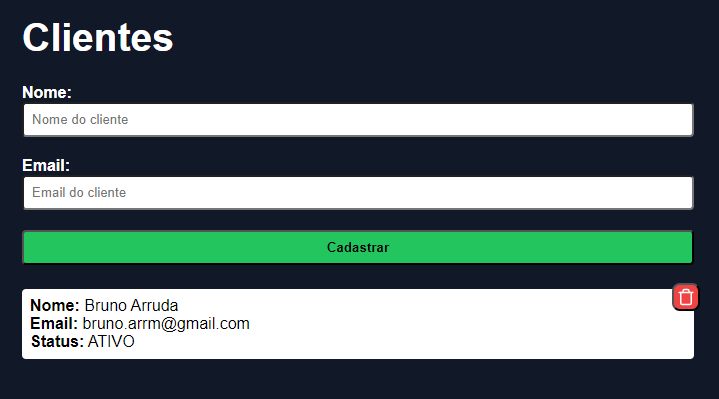 Clientes
Nome:
Nome do cliente
Email:
Email do cliente
Cadastrar
Nome: Bruno Arruda
Email: bruno.arrm@gmail.com
Status: ATIVO